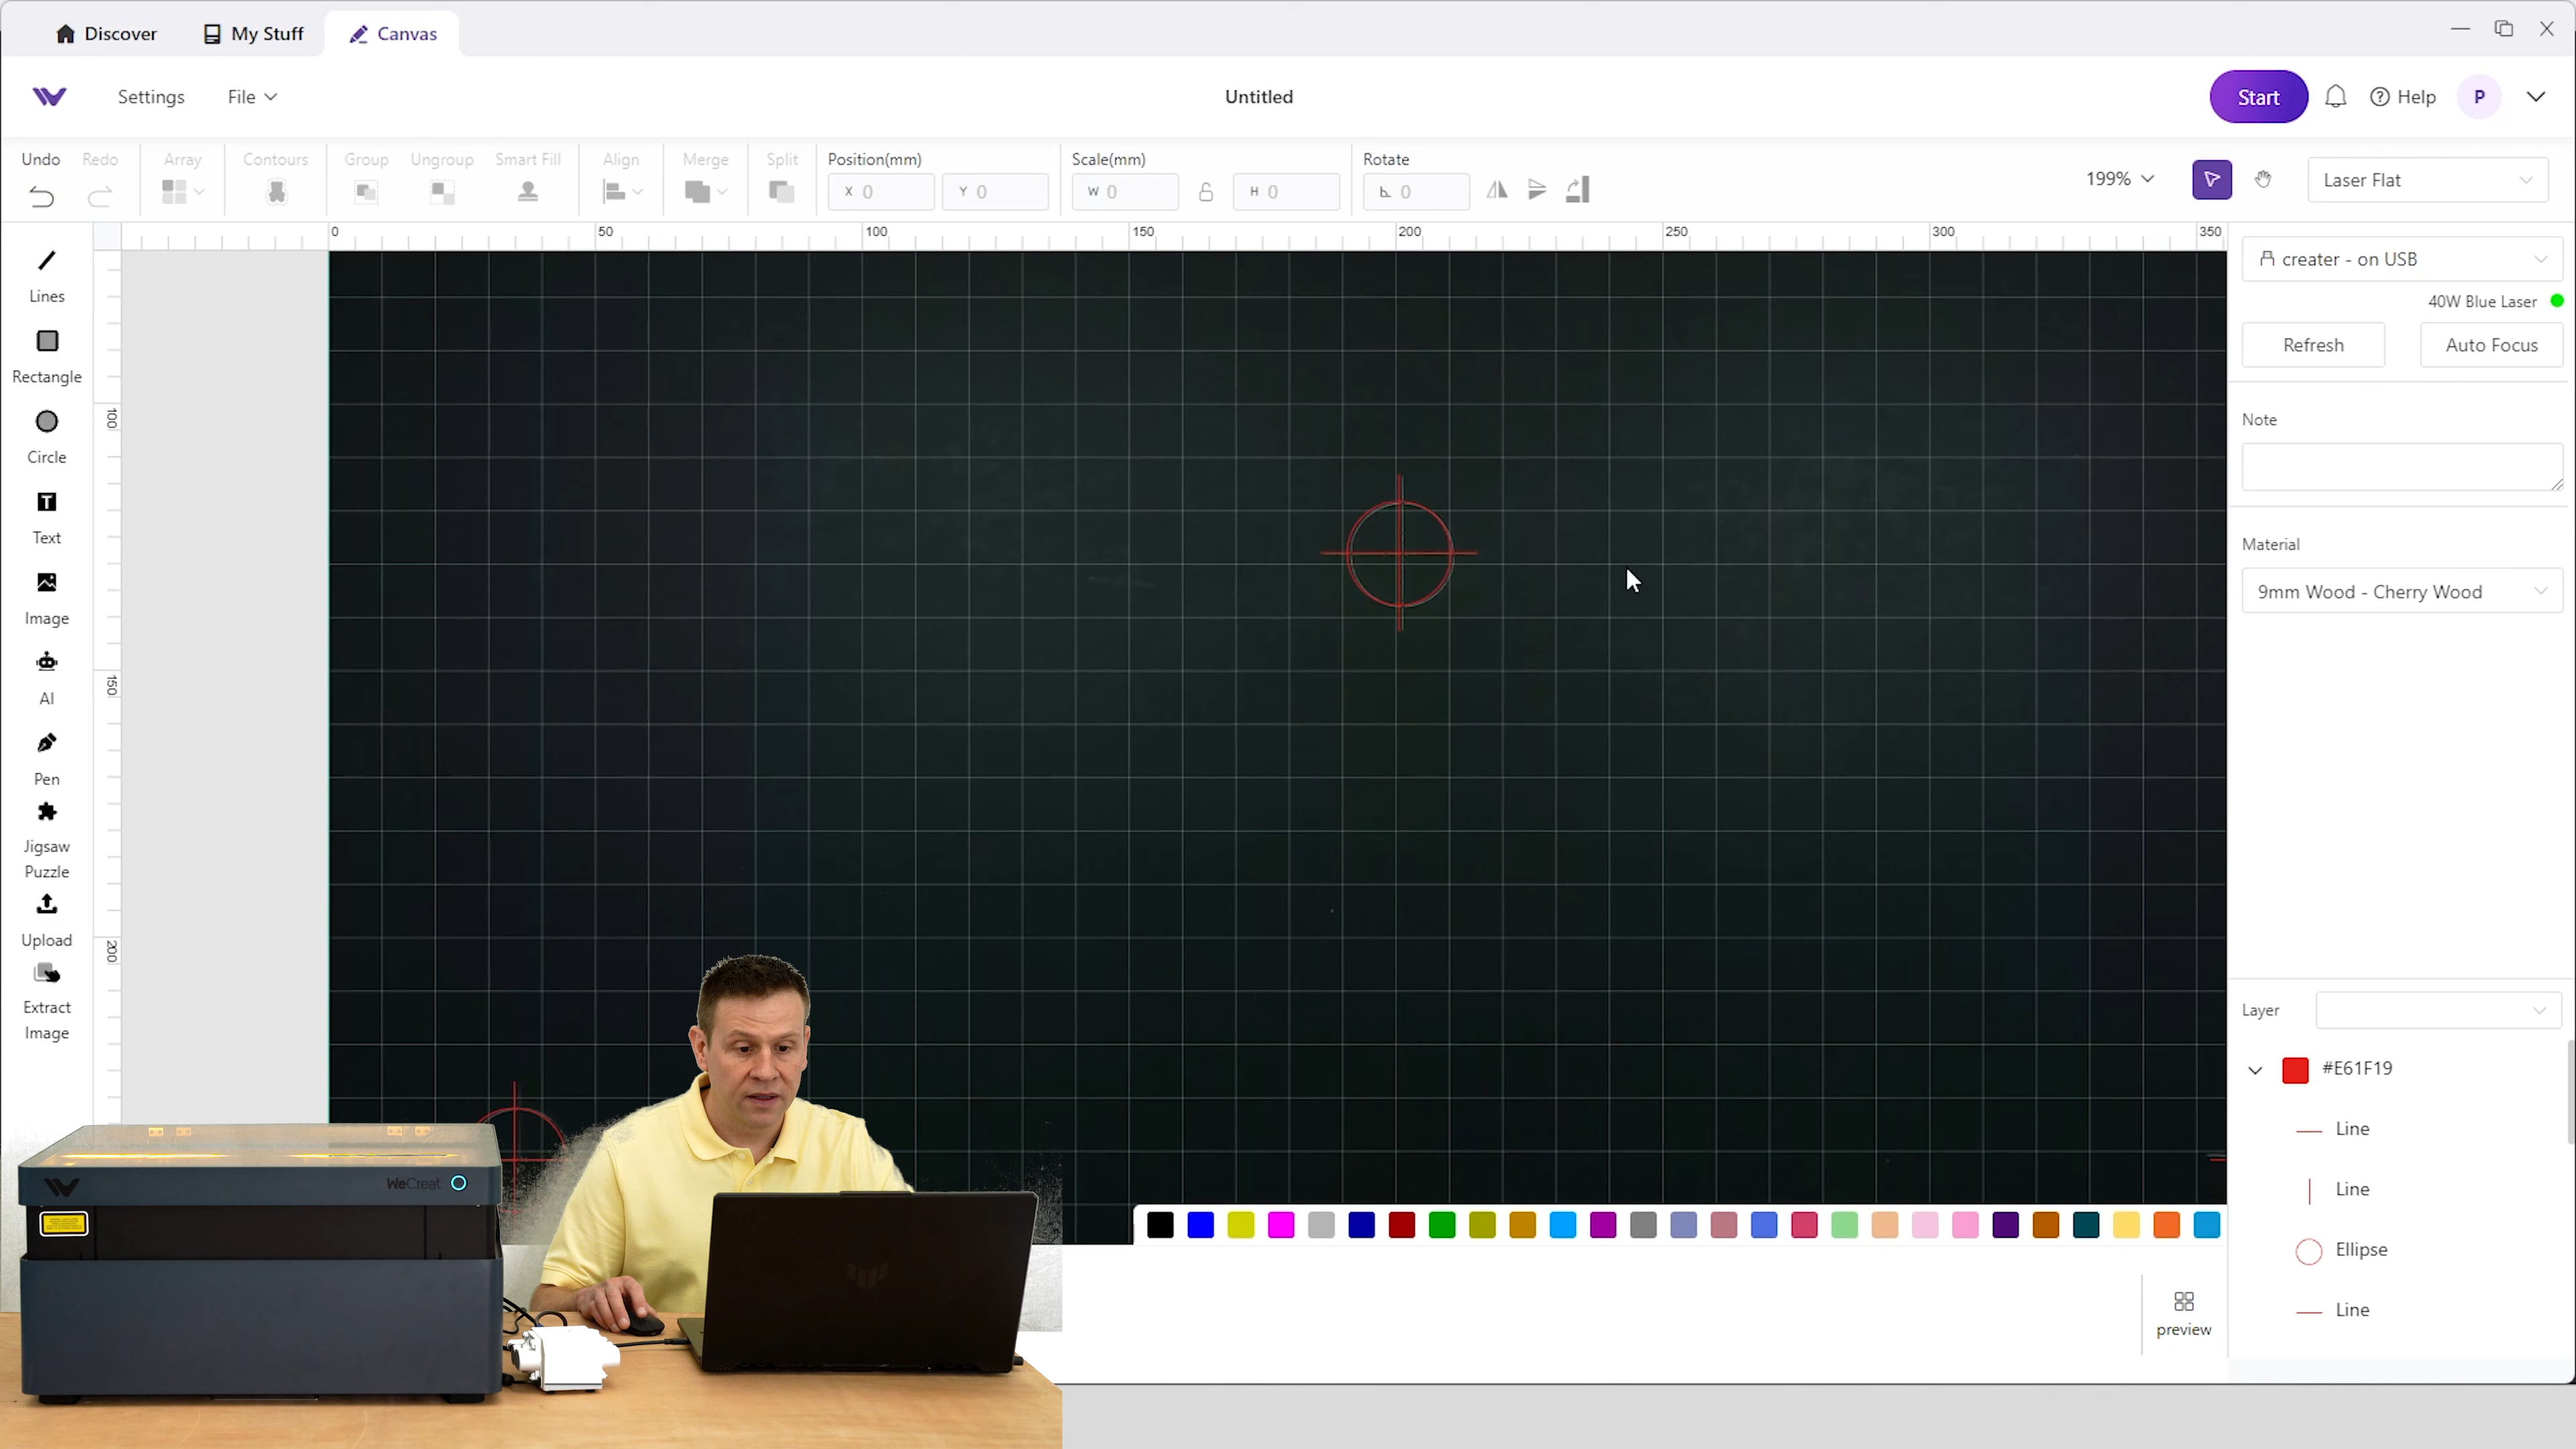 Discover My Stuff Canvas
Settings File Untitled Start Help P
Undo Redo Array Contours Group Ungroup Smart Fill Align Merge Split Position(mm) Scale(mm) Rotate
X 0 Y 0 W 0 H 0 0 199% Laser Flat
0 50 100 150 200 250 300 350
Lines
Rectangle
Circle
Text
Image
AI
Pen
Jigsaw
Puzzle
Upload
Extract
Image
100
150
200
creater - on USB
40W Blue Laser
Refresh Auto Focus
Note
Material
9mm Wood - Cherry Wood
Layer
#E61F19
Line
Line
Ellipse
Line
preview
WeCreat